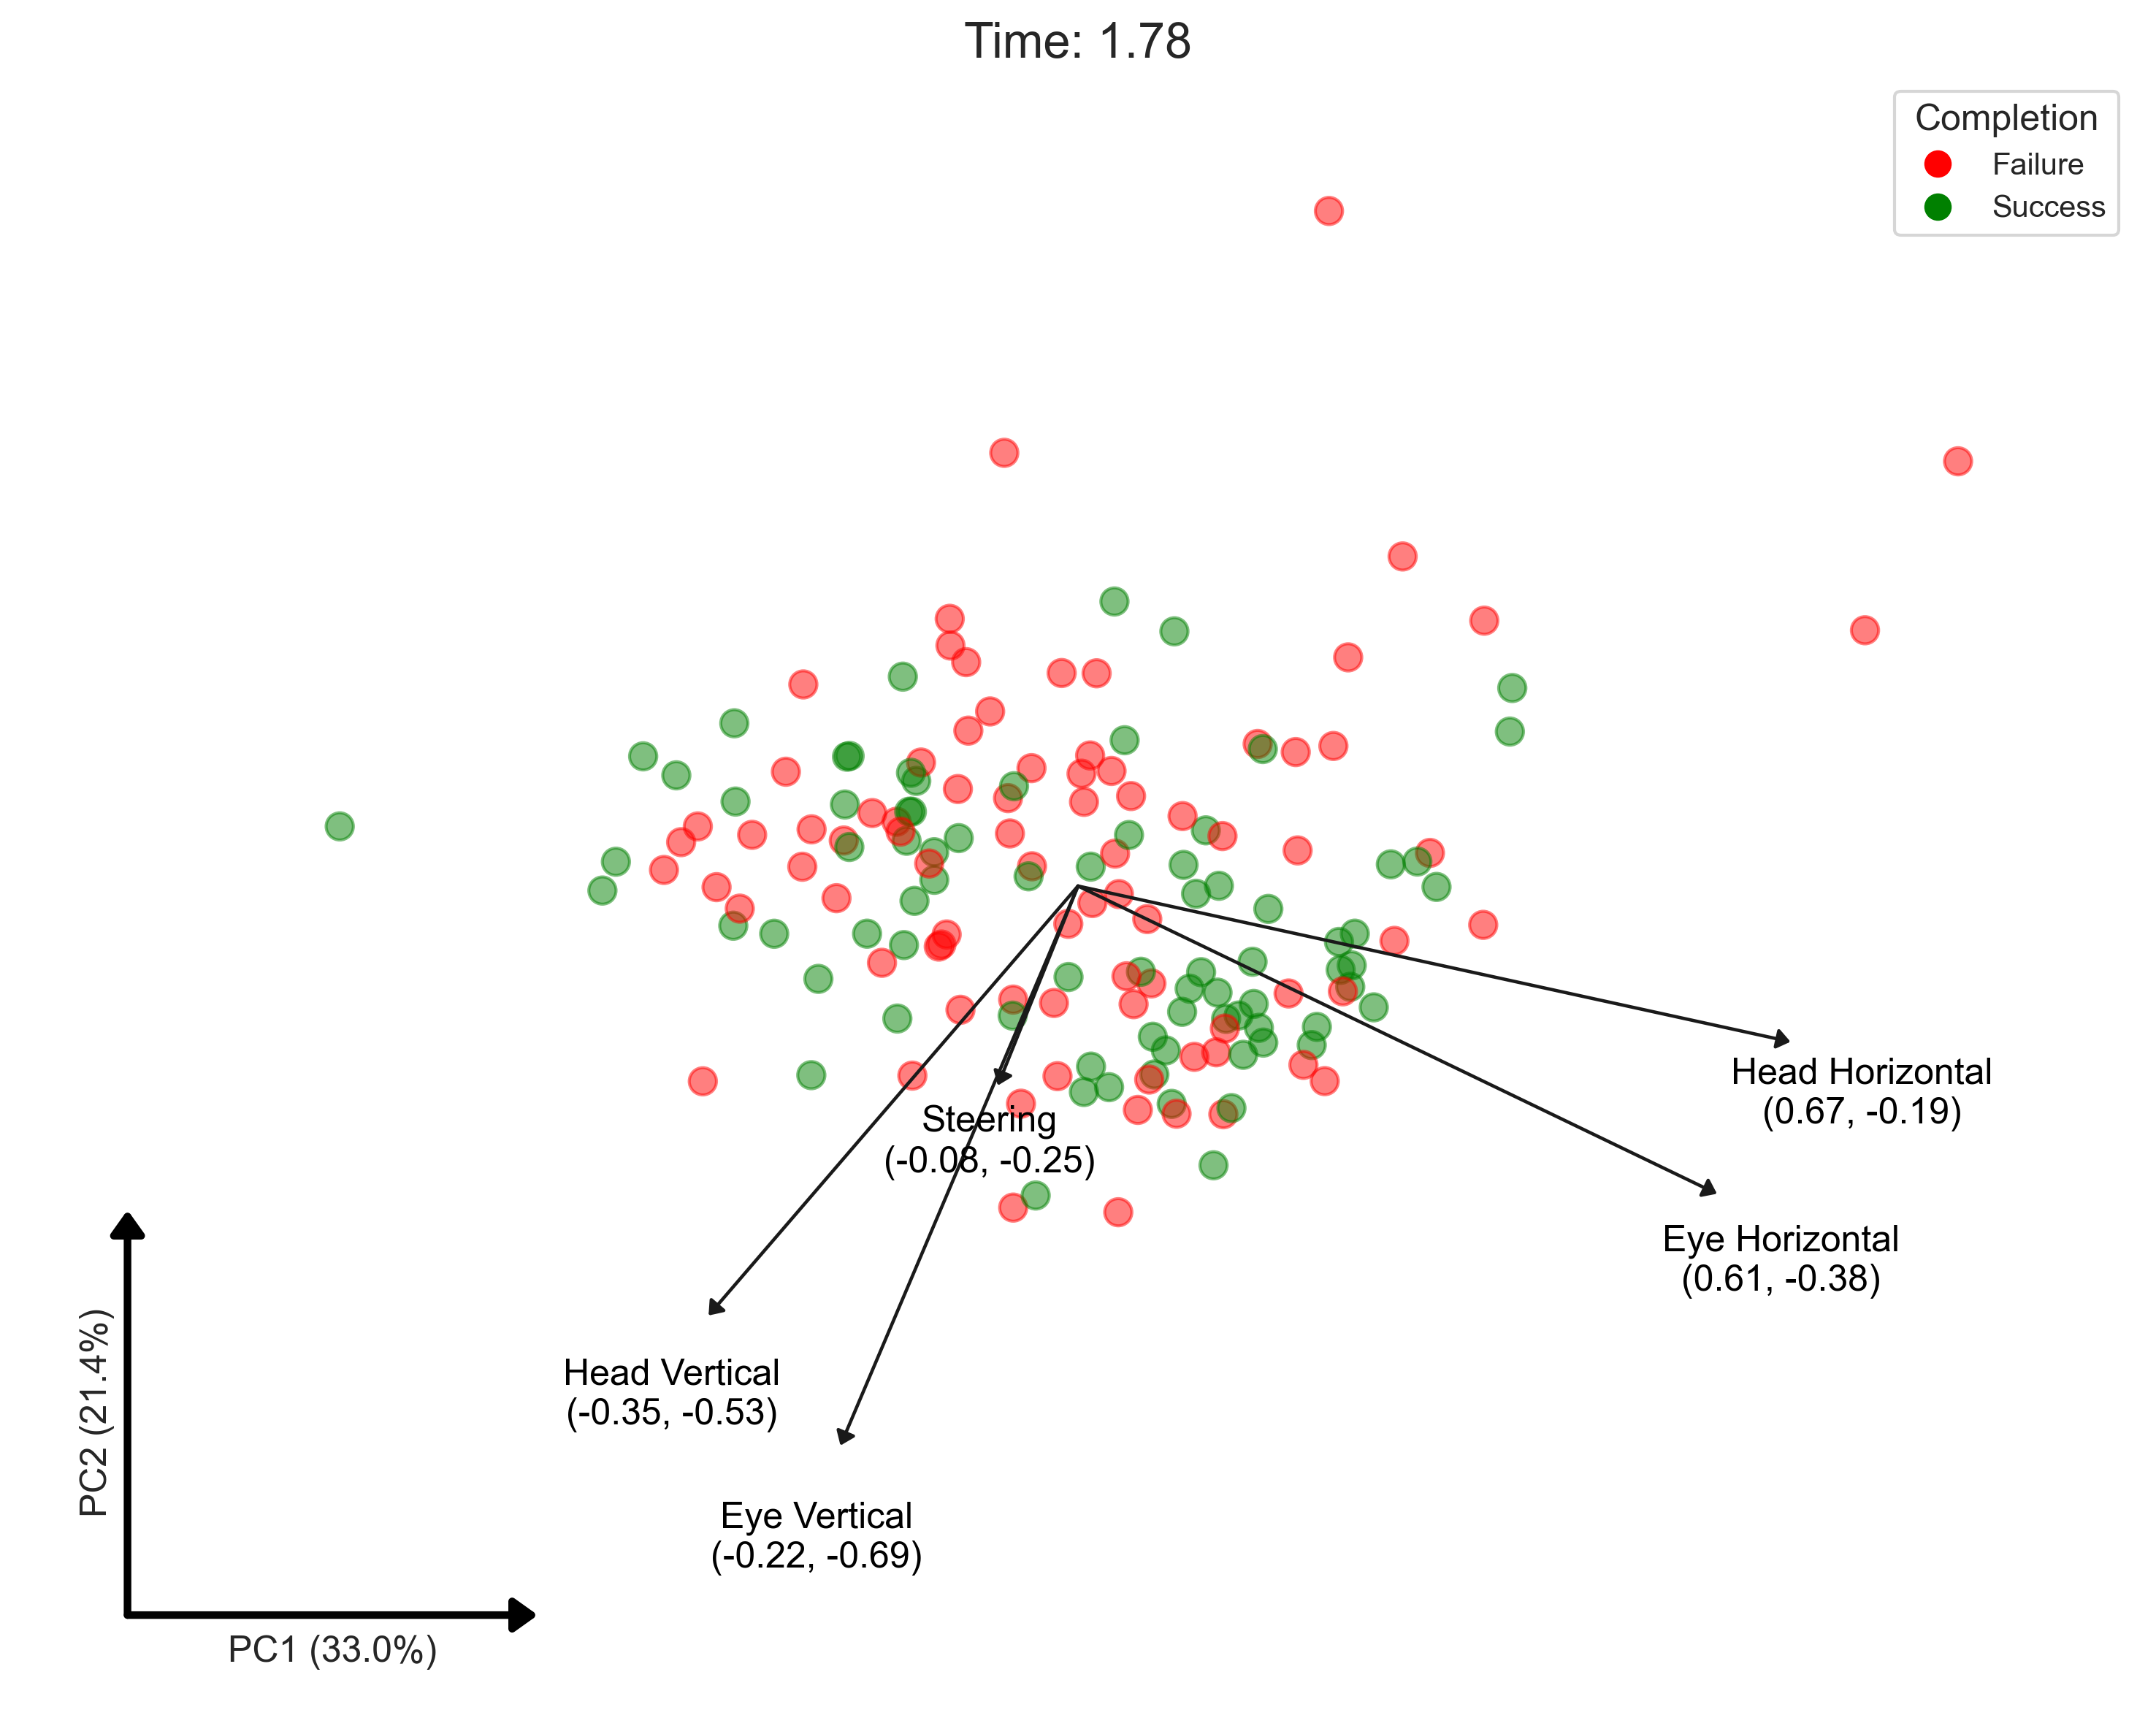 Time: 1.78
Completion
Failure
Success
Head Horizontal
(0.67, -0.19)
Steering
(-0.08, -0.25)
Eye Horizontal
(0.61, -0.38)
Head Vertical
(-0.35, -0.53)
Eye Vertical
(-0.22, -0.69)
PC2 (21.4%)
PC1 (33.0%)